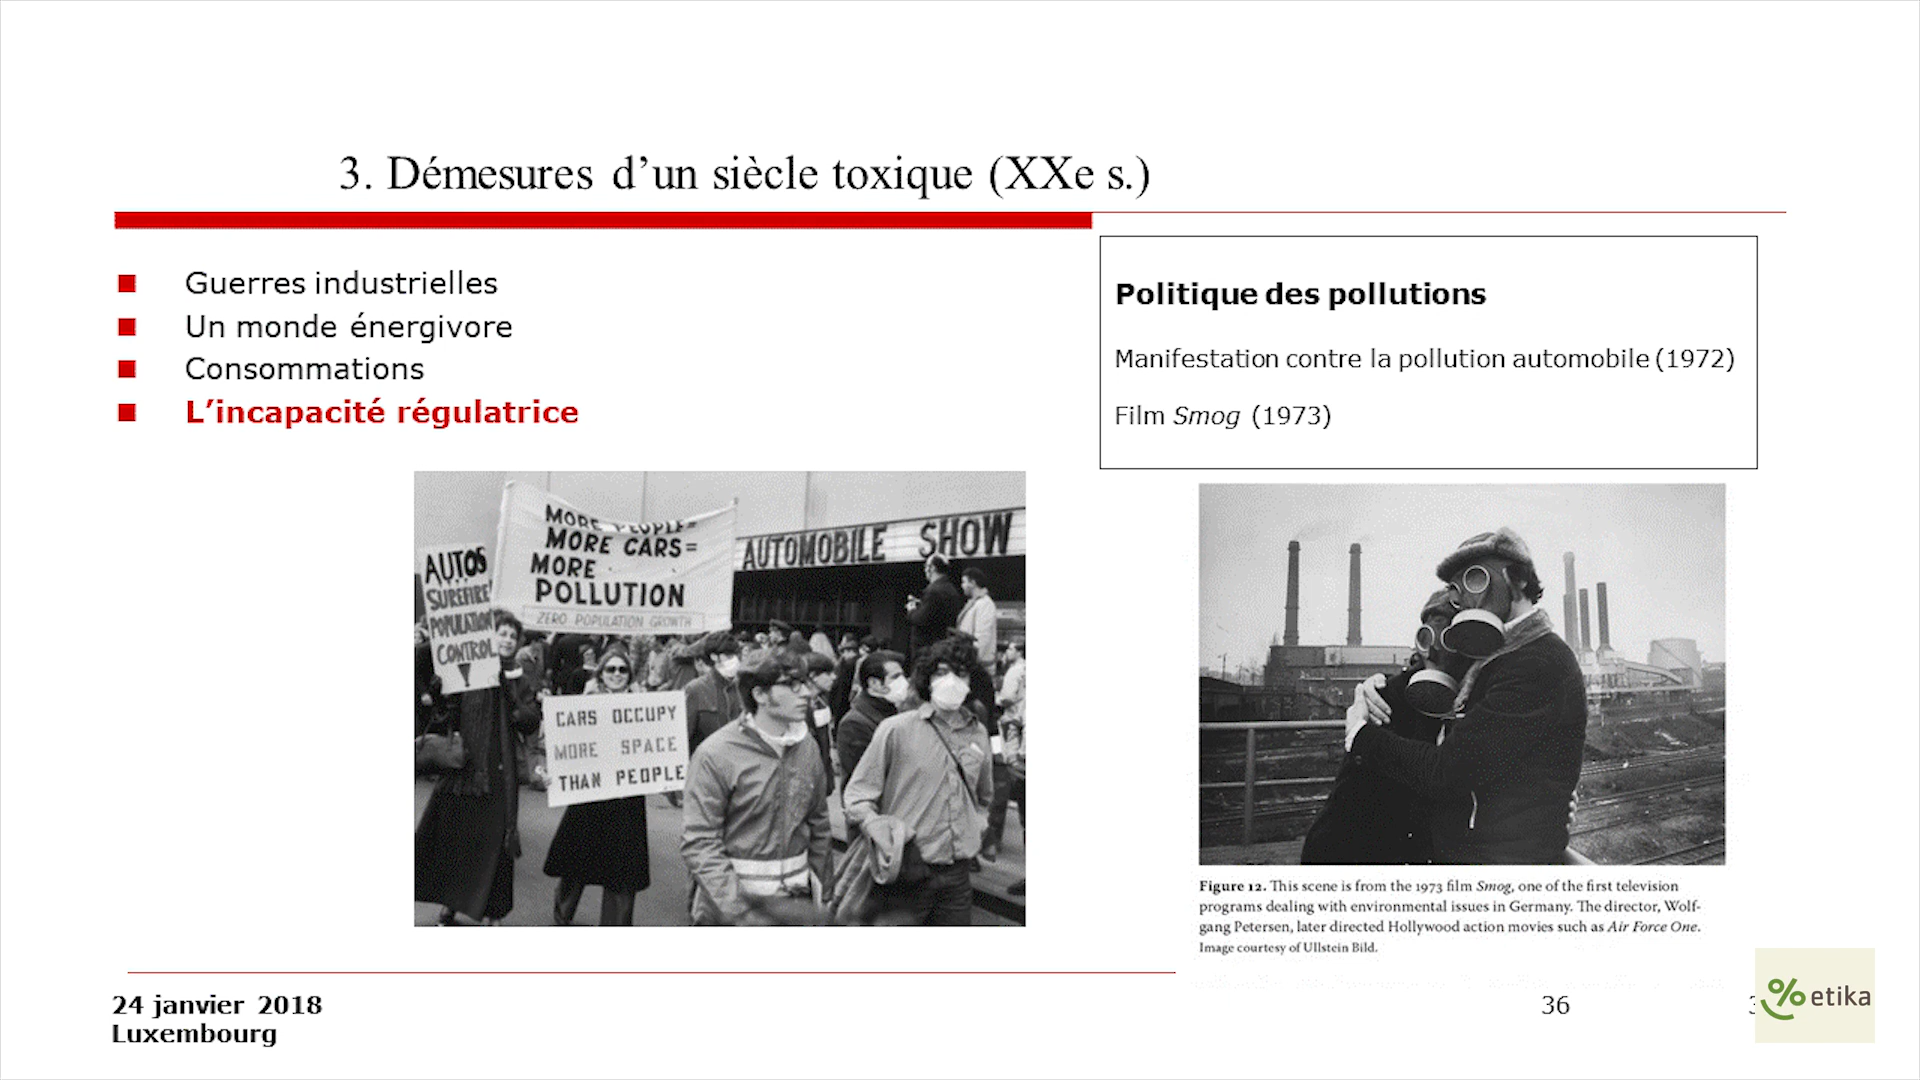 3. Démesures d’un siècle toxique (XXe s.)
Guerres industrielles
Un monde énergivore
Consommations
L’incapacité régulatrice
Politique des pollutions
Manifestation contre la pollution automobile (1972)
Film Smog (1973)
MORE PEOPLE=
MORE CARS=
MORE
POLLUTION
ZERO POPULATION GROWTH
AUTOMOBILE SHOW
AUTOS
SUREFIRE
POPULATION
CONTROL
CARS OCCUPY
MORE SPACE
THAN PEOPLE
Figure 12. This scene is from the 1973 film Smog, one of the first television
programs dealing with environmental issues in Germany. The director, Wolf-
gang Petersen, later directed Hollywood action movies such as Air Force One.
Image courtesy of Ullstein Bild.
24 janvier 2018
Luxembourg
36
% etika